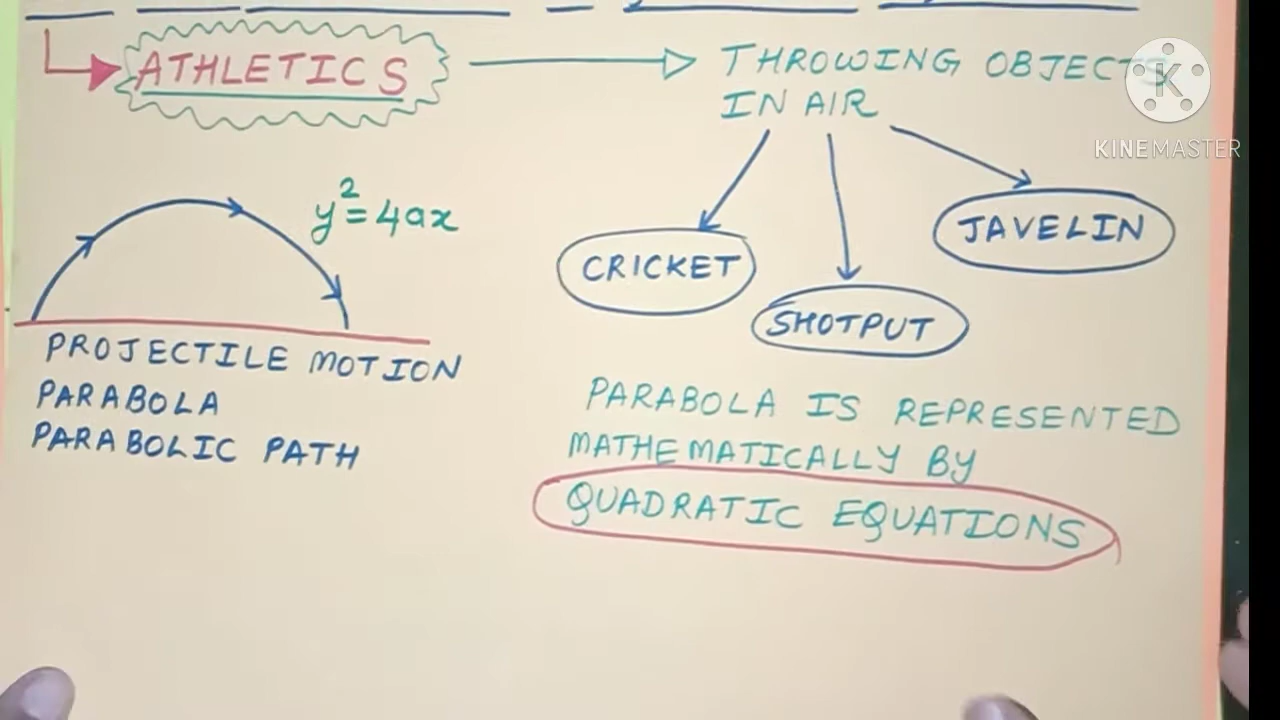 ATHLETICS
THROWING OBJECTS
IN AIR
KINEMASTER
y²=4ax
CRICKET
SHOTPUT
JAVELIN
PROJECTILE MOTION
PARABOLA
PARABOLIC PATH
PARABOLA IS REPRESENTED
MATHEMATICALLY BY
QUADRATIC EQUATIONS